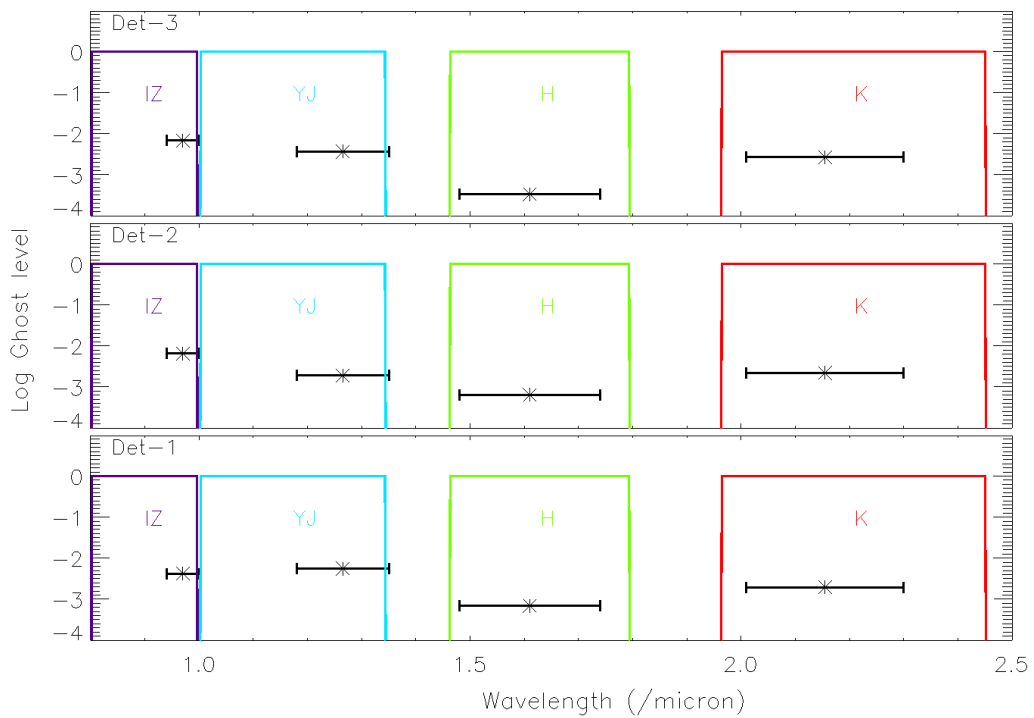 Det-3
0
IZ
YJ
H
K
-1
-2
-3
-4
Det-2
0
IZ
YJ
H
K
-1
-2
-3
-4
Det-1
0
IZ
YJ
H
K
-1
-2
-3
-4
Log Ghost level
1.0
1.5
2.0
2.5
Wavelength (/micron)